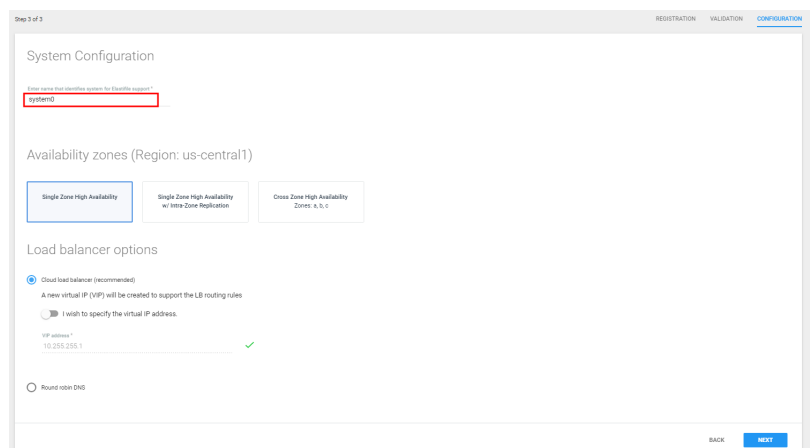 Step 3 of 3
REGISTRATION VALIDATION CONFIGURATION
System Configuration
Enter name that identifies system for Elastifile support *
system0
Availability zones (Region: us-central1)
Single Zone High Availability
Single Zone High Availability
w/ Intra-Zone Replication
Cross Zone High Availability
Zones: a, b, c
Load balancer options
Cloud load balancer (recommended)
A new virtual IP (VIP) will be created to support the LB routing rules
I wish to specify the virtual IP address.
VIP address *
10.255.255.1
Round robin DNS
BACK NEXT